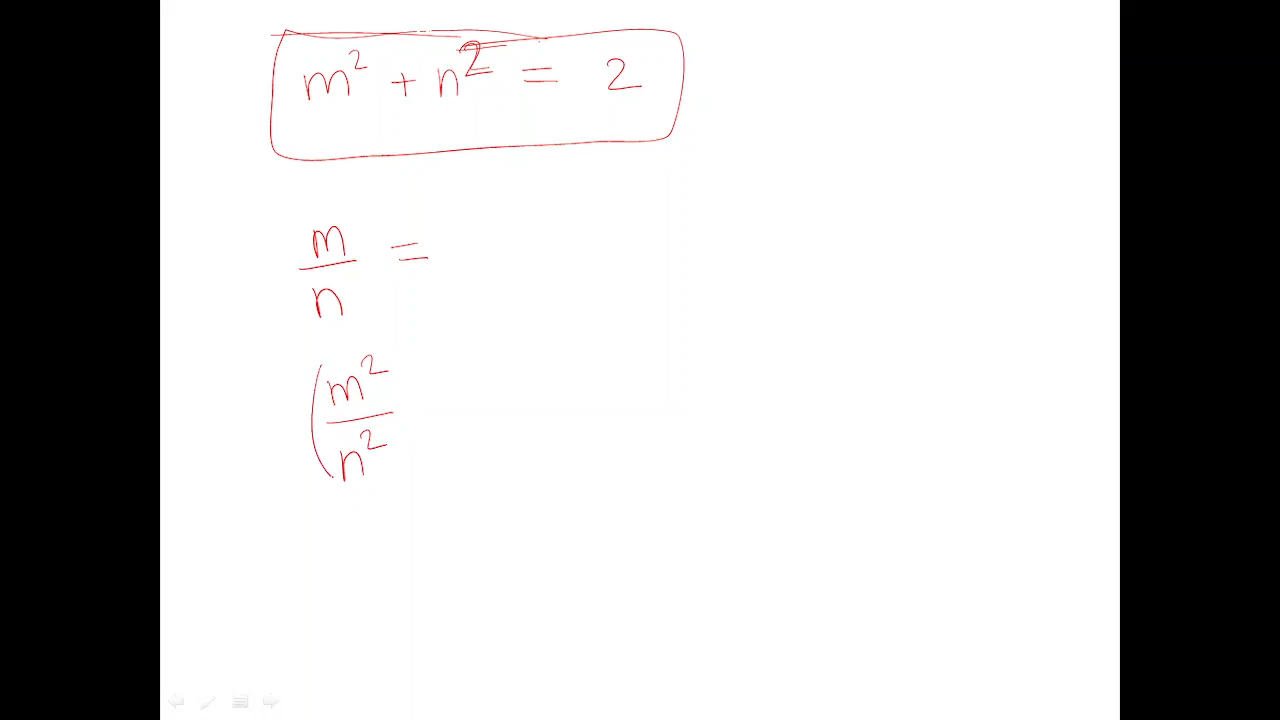 m² + n² = 2
m/n =
(m²/n²